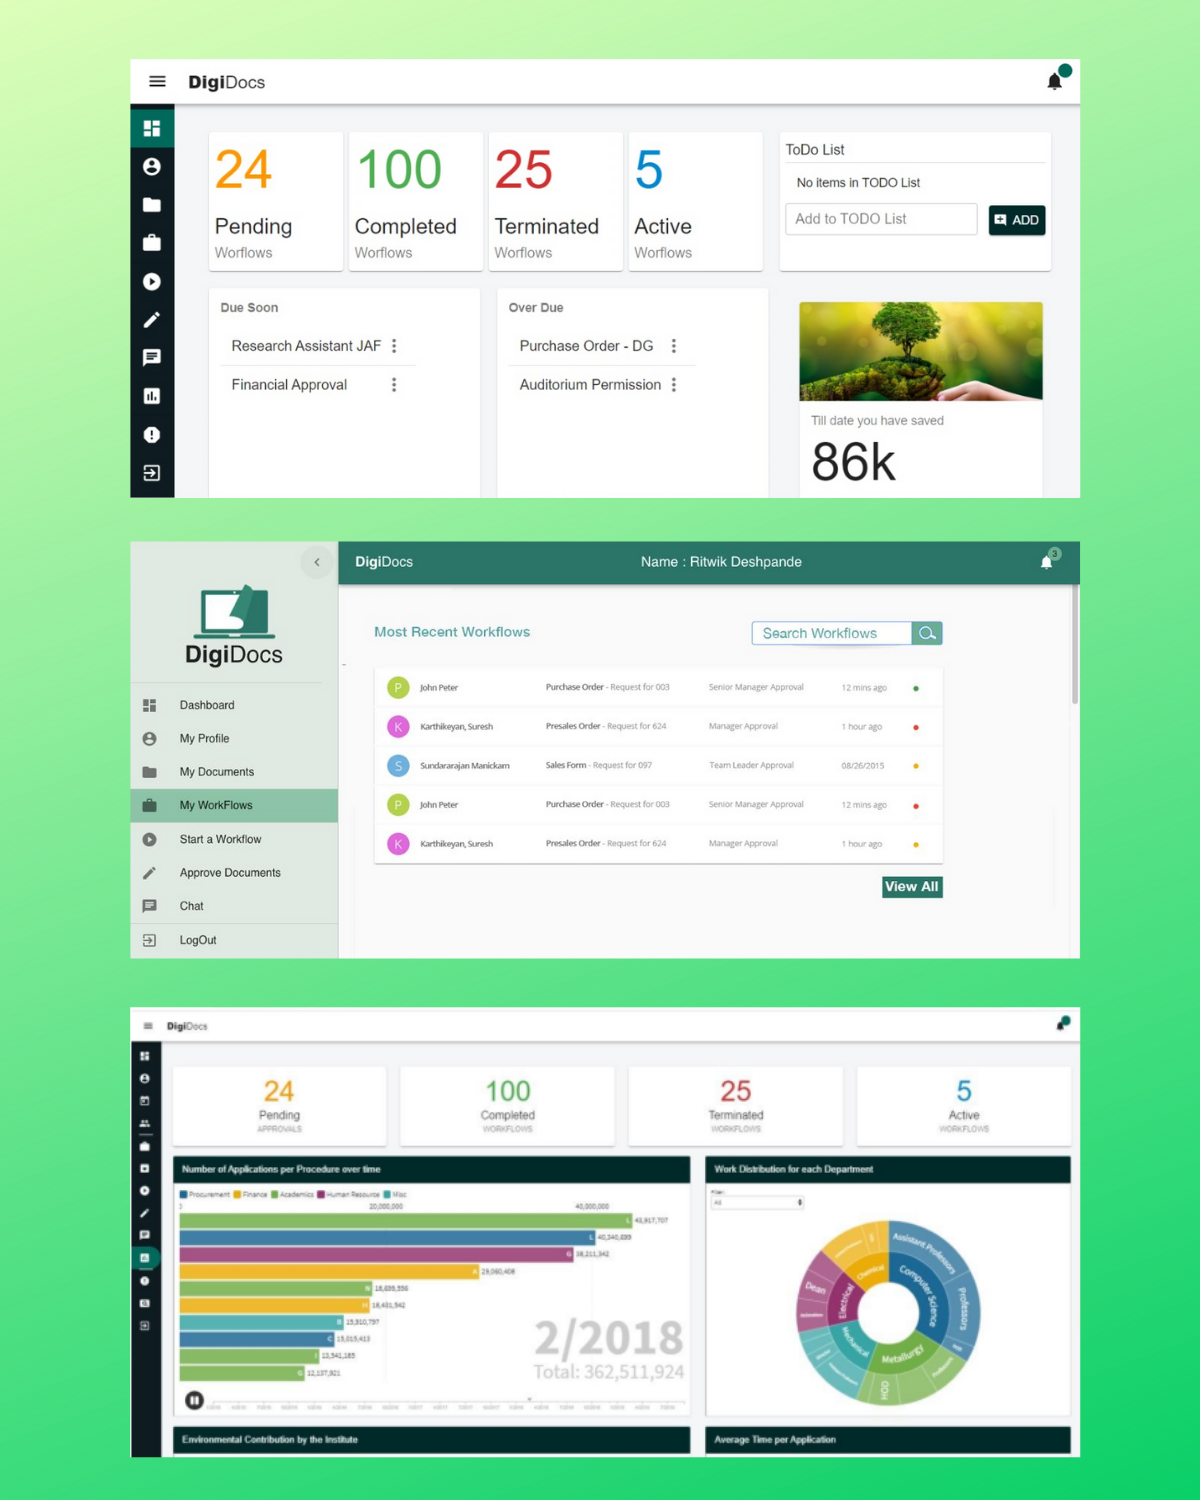 DigiDocs
24
Pending
Worflows
100
Completed
Worflows
25
Terminated
Worflows
5
Active
Worflows
ToDo List
No items in TODO List
Add to TODO List
ADD
Due Soon
Research Assistant JAF
Financial Approval
Over Due
Purchase Order - DG
Auditorium Permission
Till date you have saved
86k
DigiDocs
Name : Ritwik Deshpande
3
DigiDocs
Dashboard
My Profile
My Documents
My WorkFlows
Start a Workflow
Approve Documents
Chat
LogOut
Most Recent Workflows
Search Workflows
P John Peter Purchase Order - Request for 003 Senior Manager Approval 12 mins ago
K Karthikeyan, Suresh Presales Order - Request for 624 Manager Approval 1 hour ago
S Sundararajan Manickam Sales Form - Request for 097 Team Leader Approval 08/26/2015
P John Peter Purchase Order - Request for 003 Senior Manager Approval 12 mins ago
K Karthikeyan, Suresh Presales Order - Request for 624 Manager Approval 1 hour ago
View All
DigiDocs
24
Pending
APPROVALS
100
Completed
WORKFLOWS
25
Terminated
WORKFLOWS
5
Active
WORKFLOWS
Number of Applications per Procedure over time
Procurement Finance Academics Human Resource Misc
20,000,000 40,000,000
L 43,917,707
L 40,340,699
G 38,211,342
A 29,060,409
18,699,556
H 18,431,542
B 15,910,797
C 15,015,413
13,541,185
G 12,137,921
2/2018
Total: 362,511,924
Work Distribution for each Department
Filter:
All
Assistant Professors
Computer Science
professors
Metallurgy
Professors
HOD
Mechanical
Electrical
Dean
Chemical
Environmental Contribution by the Institute
Average Time per Application